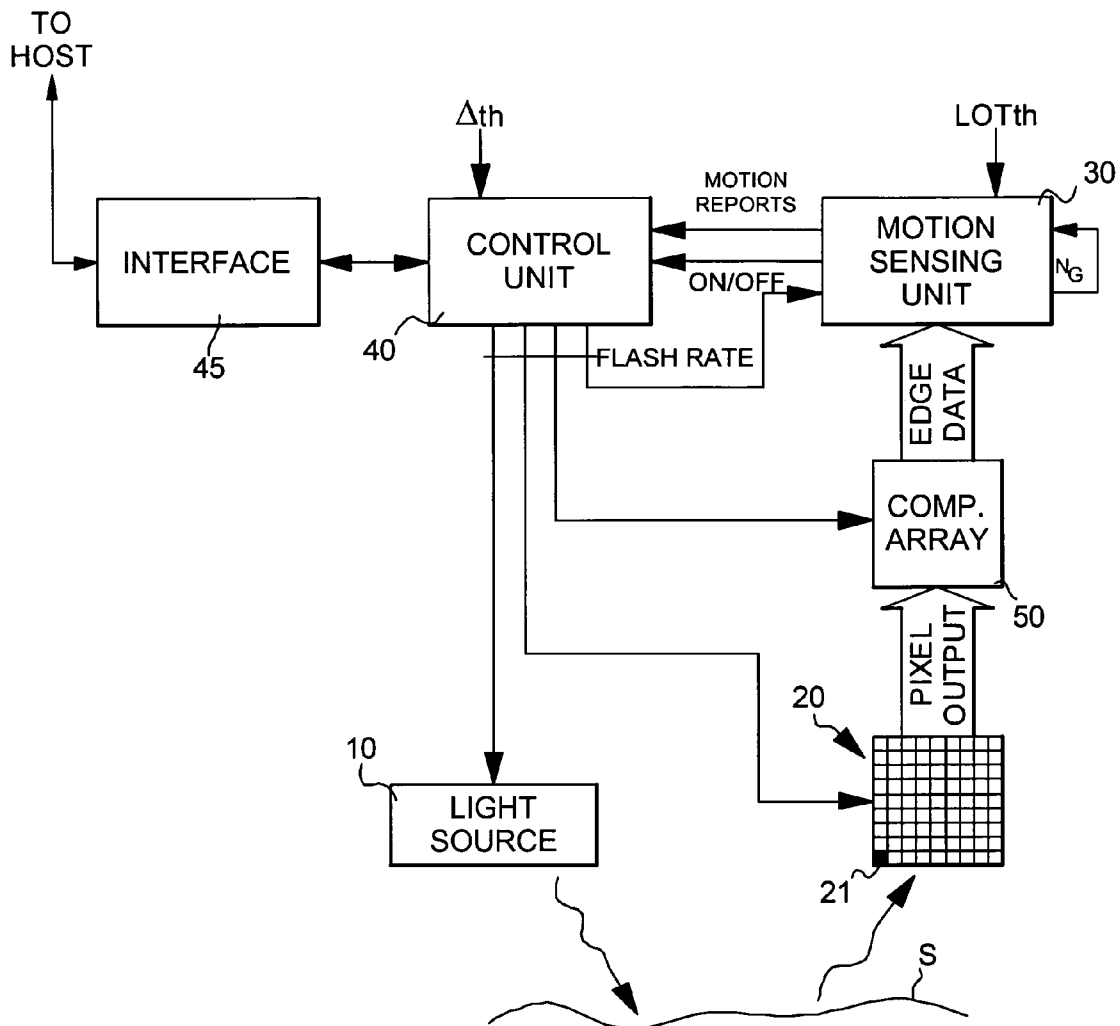 TO
HOST
Δth
LOTth
30
MOTION
REPORTS
INTERFACE
CONTROL
UNIT
MOTION
SENSING
UNIT
NG
ON/OFF
45
40
FLASH RATE
EDGE
DATA
COMP.
ARRAY
50
PIXEL
OUTPUT
20
10
LIGHT
SOURCE
21
S